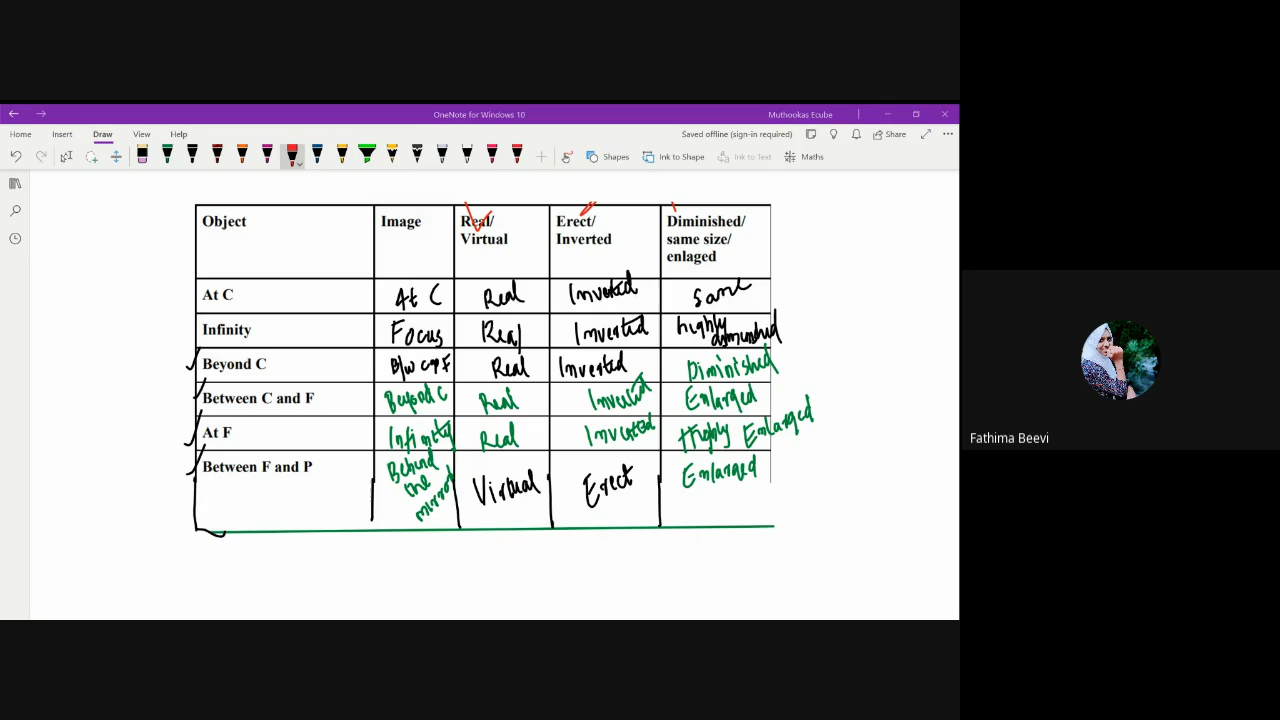 OneNote for Windows 10
Muthookas Ecube
Home Insert Draw View Help
Saved offline (sign-in required)
Share
Shapes
Ink to Shape
Ink to Text
Maths
Object Image Real/ Erect/ Diminished/
Virtual Inverted same size/
enlaged
At C At C Real Inverted Same
Infinity Focus Real Inverted highly
diminished
Beyond C B/w C & F Real Inverted Diminished
Between C and F Beyond C Real Inverted Enlarged
At F Infinity Real Inverted Highly Enlarged
Between F and P Behind Virtual Erect Enlarged
the
mirror
Fathima Beevi